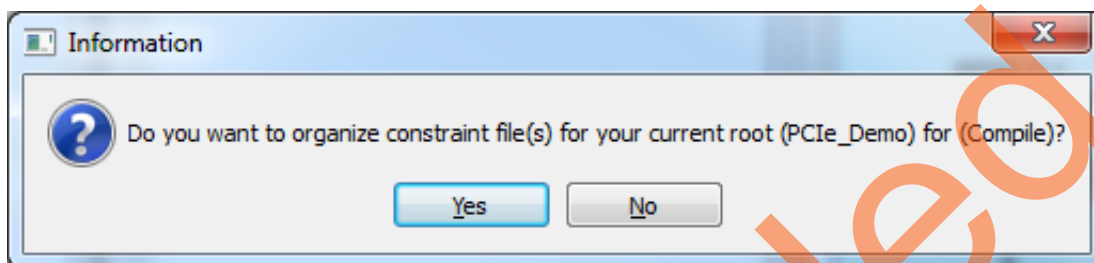 Information
Do you want to organize constraint file(s) for your current root (PCIe_Demo) for (Compile)?
Yes
No